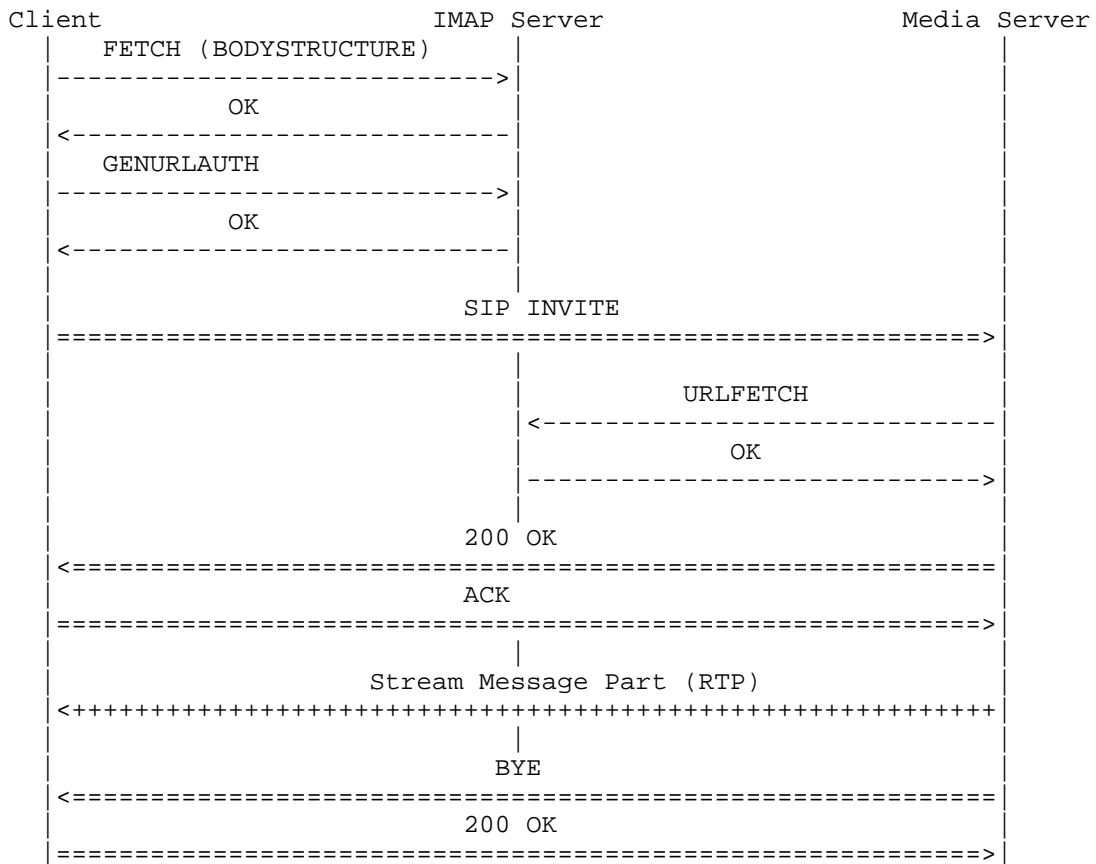 Client IMAP Server Media Server
FETCH (BODYSTRUCTURE)
OK
GENURLAUTH
OK
SIP INVITE
URLFETCH
OK
200 OK
ACK
Stream Message Part (RTP)
BYE
200 OK